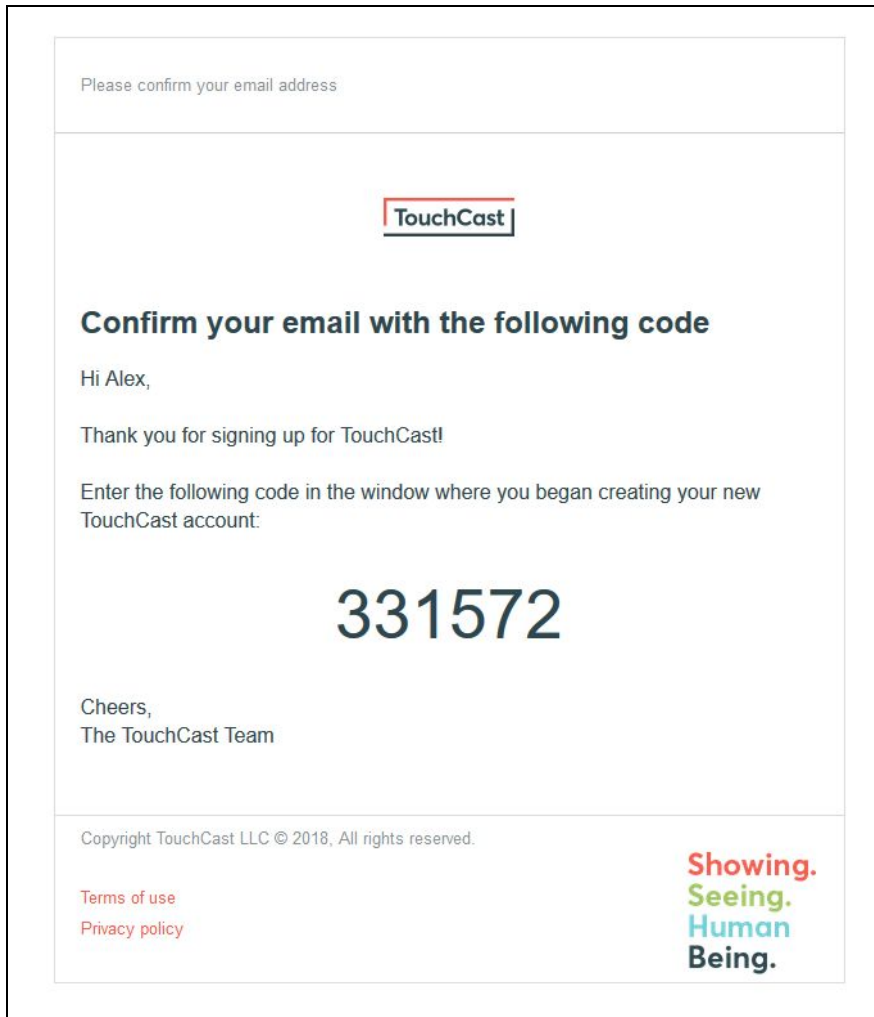 Please confirm your email address
TouchCast
Confirm your email with the following code
Hi Alex,
Thank you for signing up for TouchCast!
Enter the following code in the window where you began creating your new
TouchCast account:
331572
Cheers,
The TouchCast Team
Copyright TouchCast LLC © 2018, All rights reserved.
Terms of use
Privacy policy
Showing.
Seeing.
Human
Being.